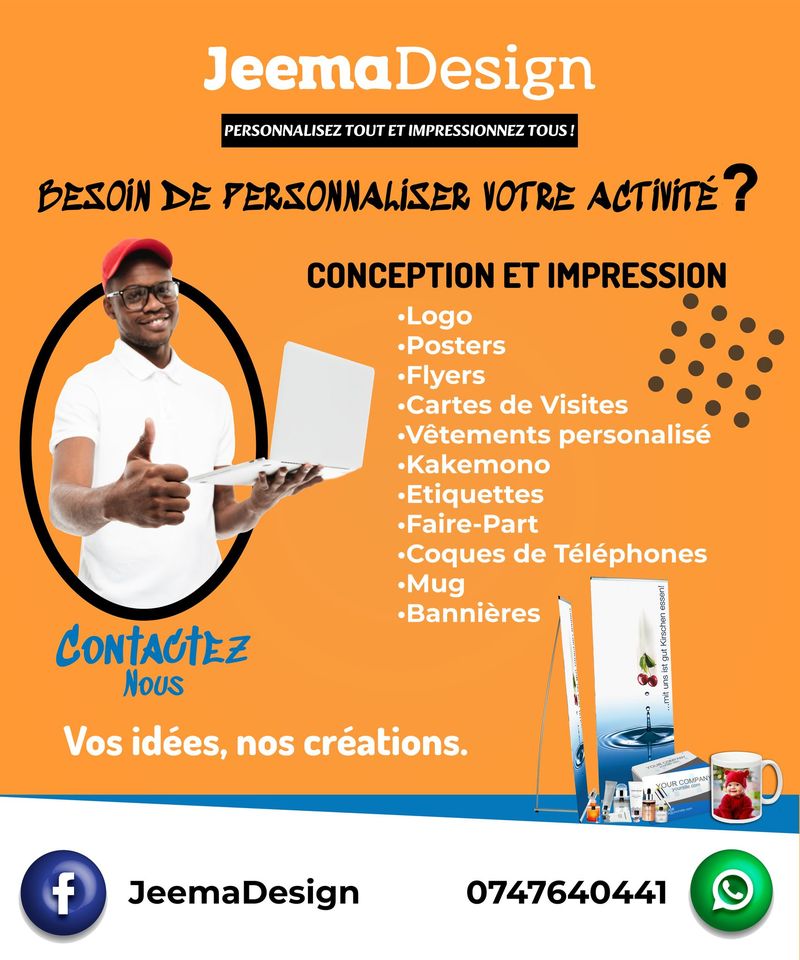 JeemaDesign
PERSONNALISEZ TOUT ET IMPRESSIONNEZ TOUS !
BESOIN DE PERSONNALISER VOTRE ACTIVITÉ ?
CONCEPTION ET IMPRESSION
•Logo
•Posters
•Flyers
•Cartes de Visites
•Vêtements personalisé
•Kakemono
•Etiquettes
•Faire-Part
•Coques de Téléphones
•Mug
•Bannières
...mit uns ist gut Kirschen essen!
CONTACTEZ
NOUS
Vos idées, nos créations.
YOUR COMPANY
YOUR COMPANY
JeemaDesign
0747640441